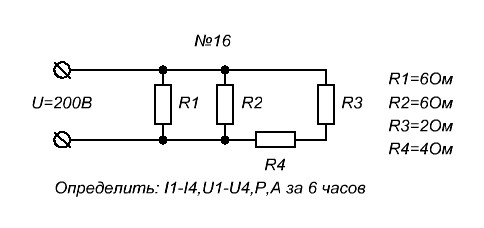 №16
U=200В
R1
R2
R3
R4
R1=6Ом
R2=6Ом
R3=2Ом
R4=4Ом
Определить: I1-I4,U1-U4,P,A за 6 часов